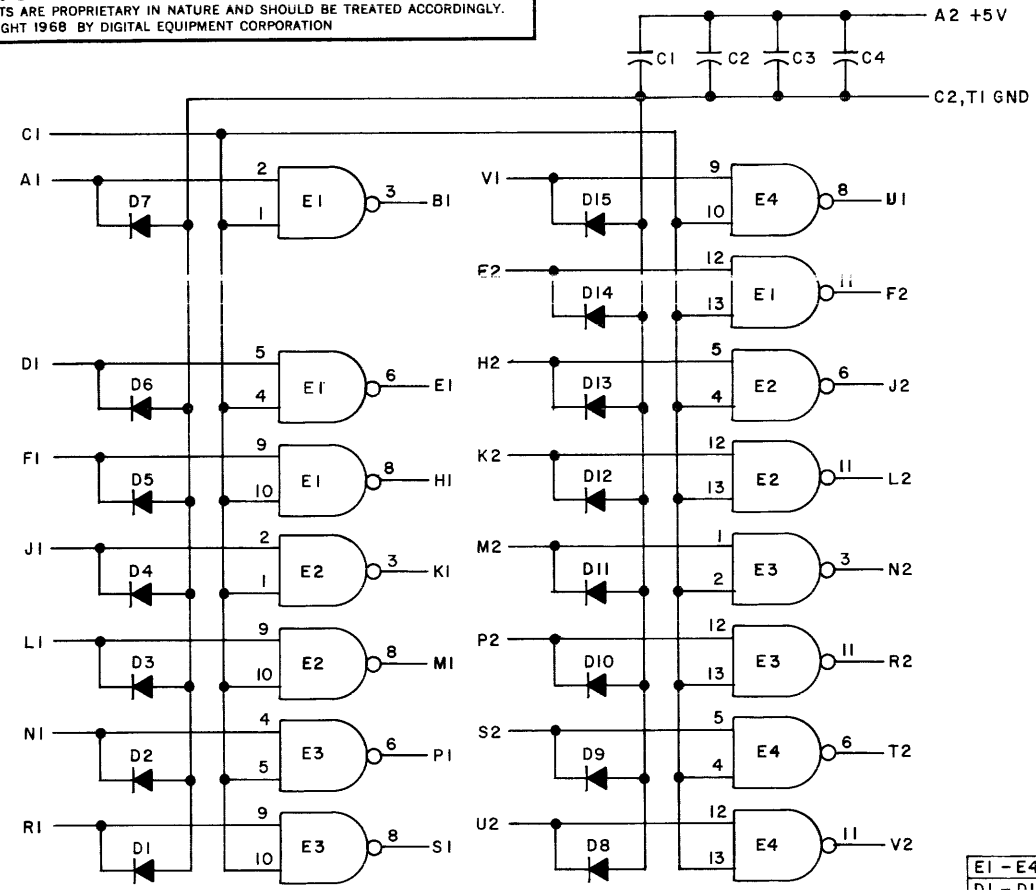 TS ARE PROPRIETARY IN NATURE AND SHOULD BE TREATED ACCORDINGLY.
GHT 1968 BY DIGITAL EQUIPMENT CORPORATION
A2 +5V
C1 C2 C3 C4
C2,T1 GND
C1
A1 D7 2 1 E1 3 B1
V1 D15 9 10 E4 8 U1
E2 D14 12 13 E1 11 F2
D1 D6 5 4 E1 6 E1
H2 D13 5 4 E2 6 J2
F1 D5 9 10 E1 8 H1
K2 D12 12 13 E2 11 L2
J1 D4 2 1 E2 3 K1
M2 D11 1 2 E3 3 N2
L1 D3 9 10 E2 8 M1
P2 D10 12 13 E3 11 R2
N1 D2 4 5 E3 6 P1
S2 D9 5 4 E4 6 T2
R1 D1 9 10 E3 8 S1
U2 D8 12 13 E4 11 V2
E1 - E4